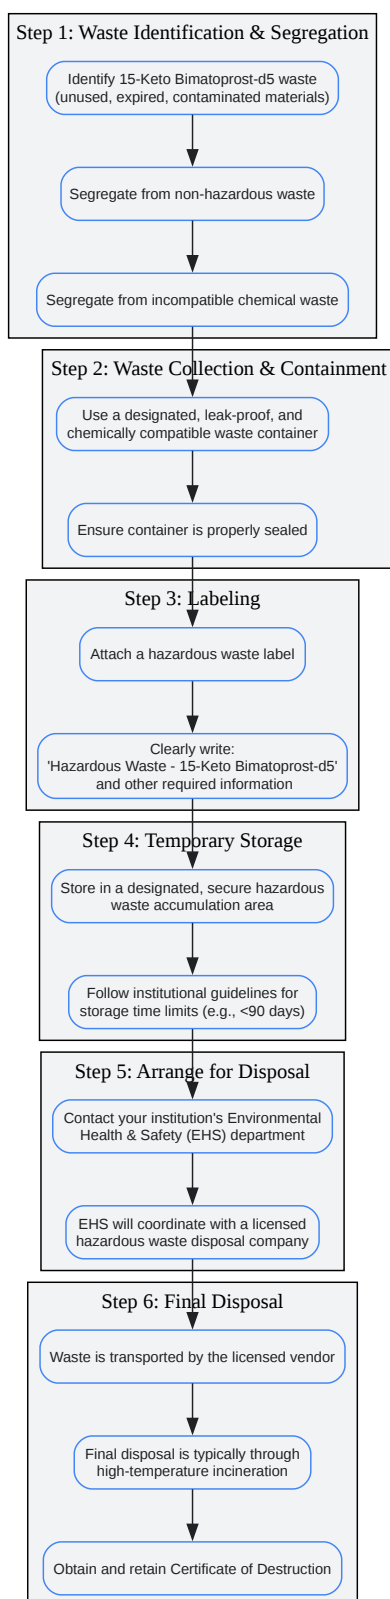 Step 1: Waste Identification & Segregation
Identify 15-Keto Bimatoprost-d5 waste
(unused, expired, contaminated materials)
Segregate from non-hazardous waste
Segregate from incompatible chemical waste
Step 2: Waste Collection & Containment
Use a designated, leak-proof, and
chemically compatible waste container
Ensure container is properly sealed
Step 3: Labeling
Attach a hazardous waste label
Clearly write:
'Hazardous Waste - 15-Keto Bimatoprost-d5'
and other required information
Step 4: Temporary Storage
Store in a designated, secure hazardous
waste accumulation area
Follow institutional guidelines for
storage time limits (e.g., <90 days)
Step 5: Arrange for Disposal
Contact your institution's Environmental
Health & Safety (EHS) department
EHS will coordinate with a licensed
hazardous waste disposal company
Step 6: Final Disposal
Waste is transported by the licensed vendor
Final disposal is typically through
high-temperature incineration
Obtain and retain Certificate of Destruction